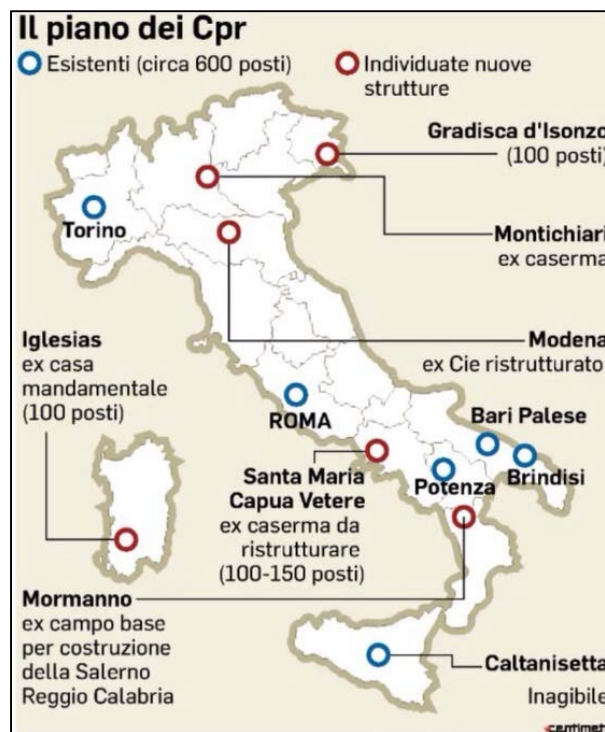 Il piano dei Cpr
Esistenti (circa 600 posti)
Individuate nuove
strutture
Gradisca d'Isonzo
(100 posti)
Torino
Montichiari
ex caserma
Iglesias
ex casa
mandamentale
(100 posti)
Modena
ex Cie ristrutturato
ROMA
Bari Palese
Brindisi
Potenza
Santa Maria
Capua Vetere
ex caserma da
ristrutturare
(100-150 posti)
Mormanno
ex campo base
per costruzione
della Salerno
Reggio Calabria
Caltanisetta
Inagibile
centimet